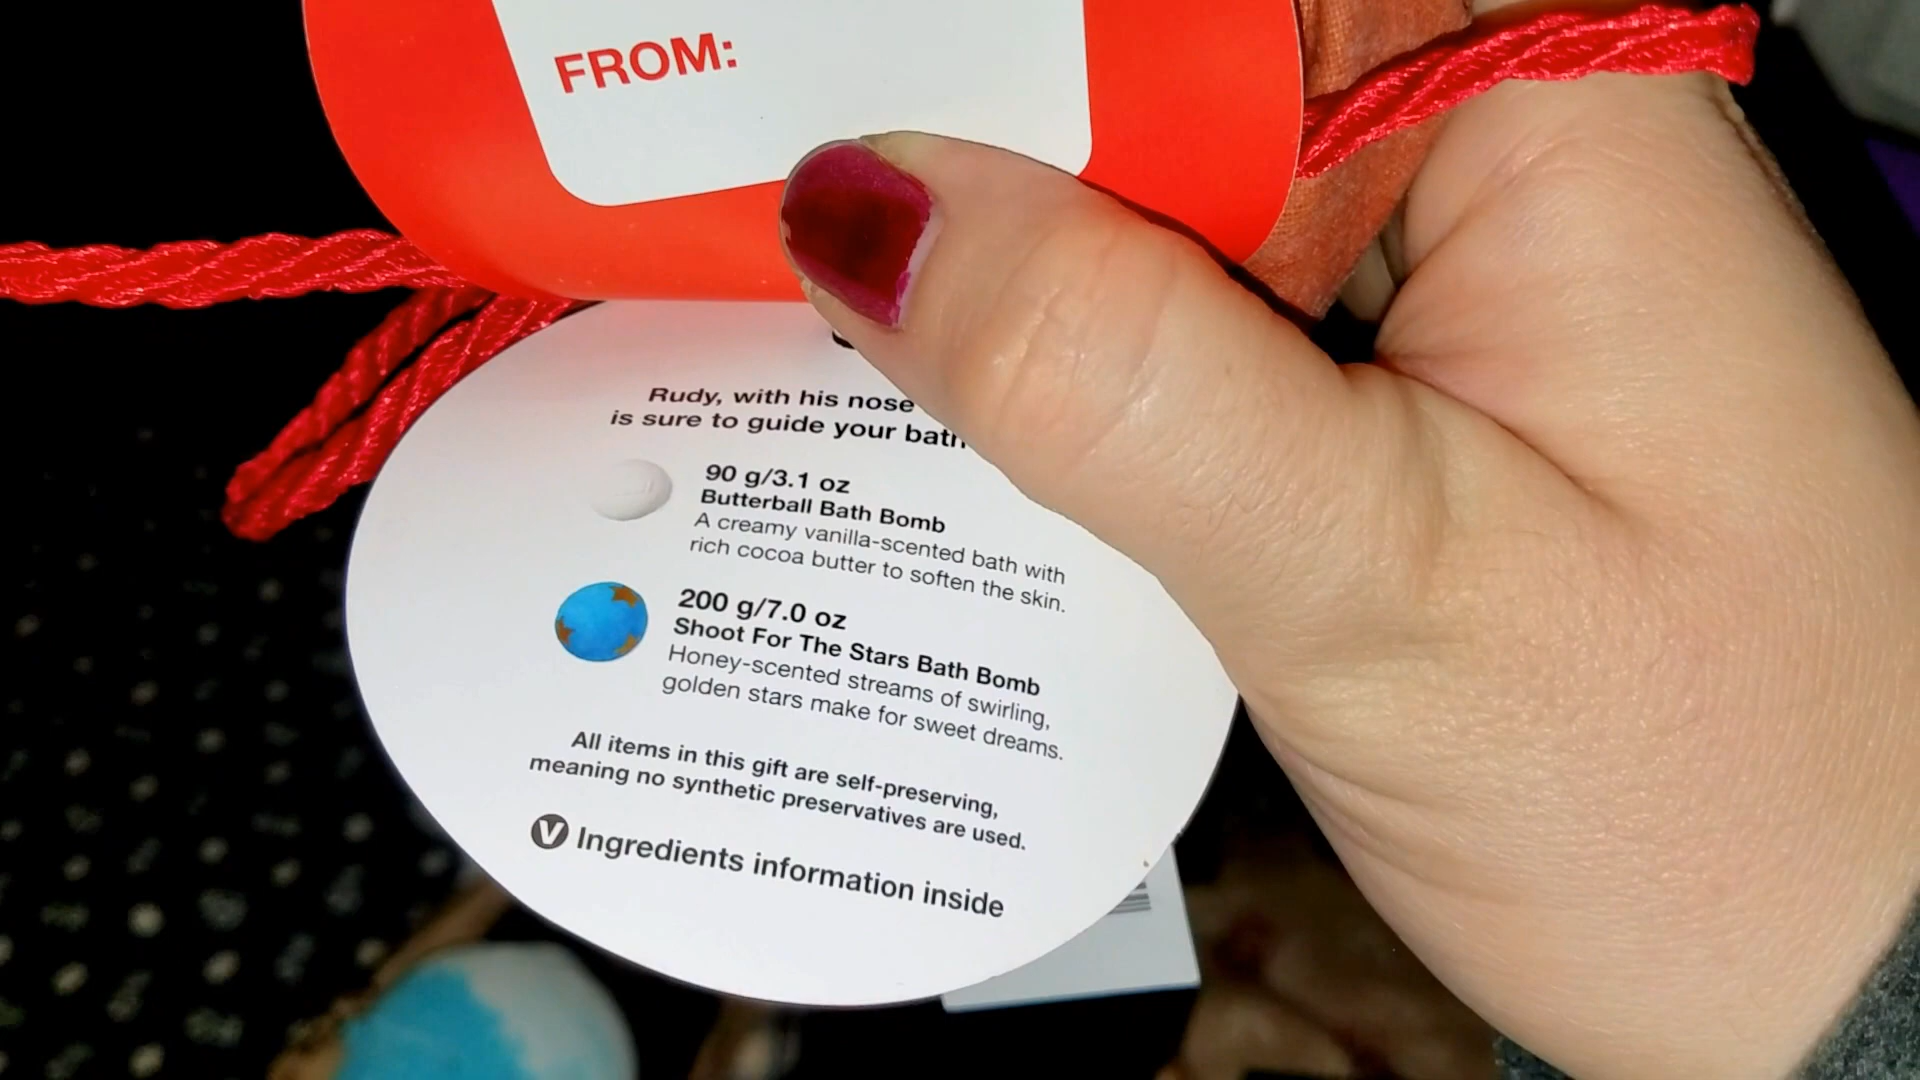 FROM:
Rudy, with his nose
is sure to guide your bath
90 g/3.1 oz
Butterball Bath Bomb
A creamy vanilla-scented bath with
rich cocoa butter to soften the skin.
200 g/7.0 oz
Shoot For The Stars Bath Bomb
Honey-scented streams of swirling,
golden stars make for sweet dreams.
All items in this gift are self-preserving,
meaning no synthetic preservatives are used.
V Ingredients information inside